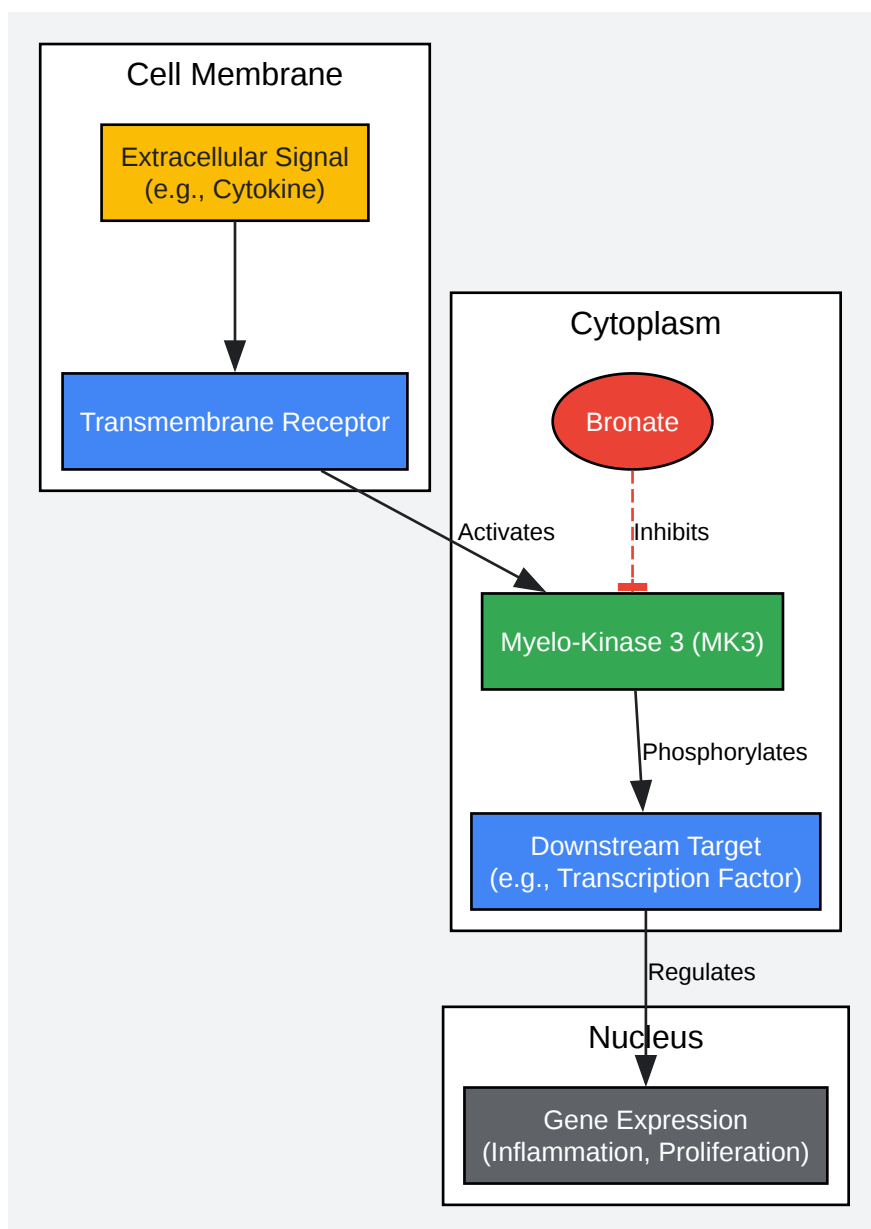 Cell Membrane
Extracellular Signal
(e.g., Cytokine)
Transmembrane Receptor
Cytoplasm
Bronate
Activates
Inhibits
Myelo-Kinase 3 (MK3)
Phosphorylates
Downstream Target
(e.g., Transcription Factor)
Regulates
Nucleus
Gene Expression
(Inflammation, Proliferation)